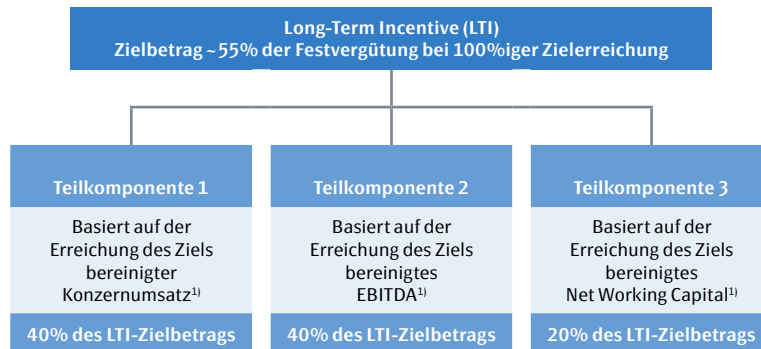 Long-Term Incentive (LTI)
Zielbetrag ~55% der Festvergütung bei 100%iger Zielerreichung
Teilkomponente 1
Basiert auf der
Erreichung des Ziels
bereinigter
Konzernumsatz¹⁾
40% des LTI-Zielbetrags
Teilkomponente 2
Basiert auf der
Erreichung des Ziels
bereinigtes
EBITDA¹⁾
40% des LTI-Zielbetrags
Teilkomponente 3
Basiert auf der
Erreichung des Ziels
bereinigtes
Net Working Capital¹⁾
20% des LTI-Zielbetrags